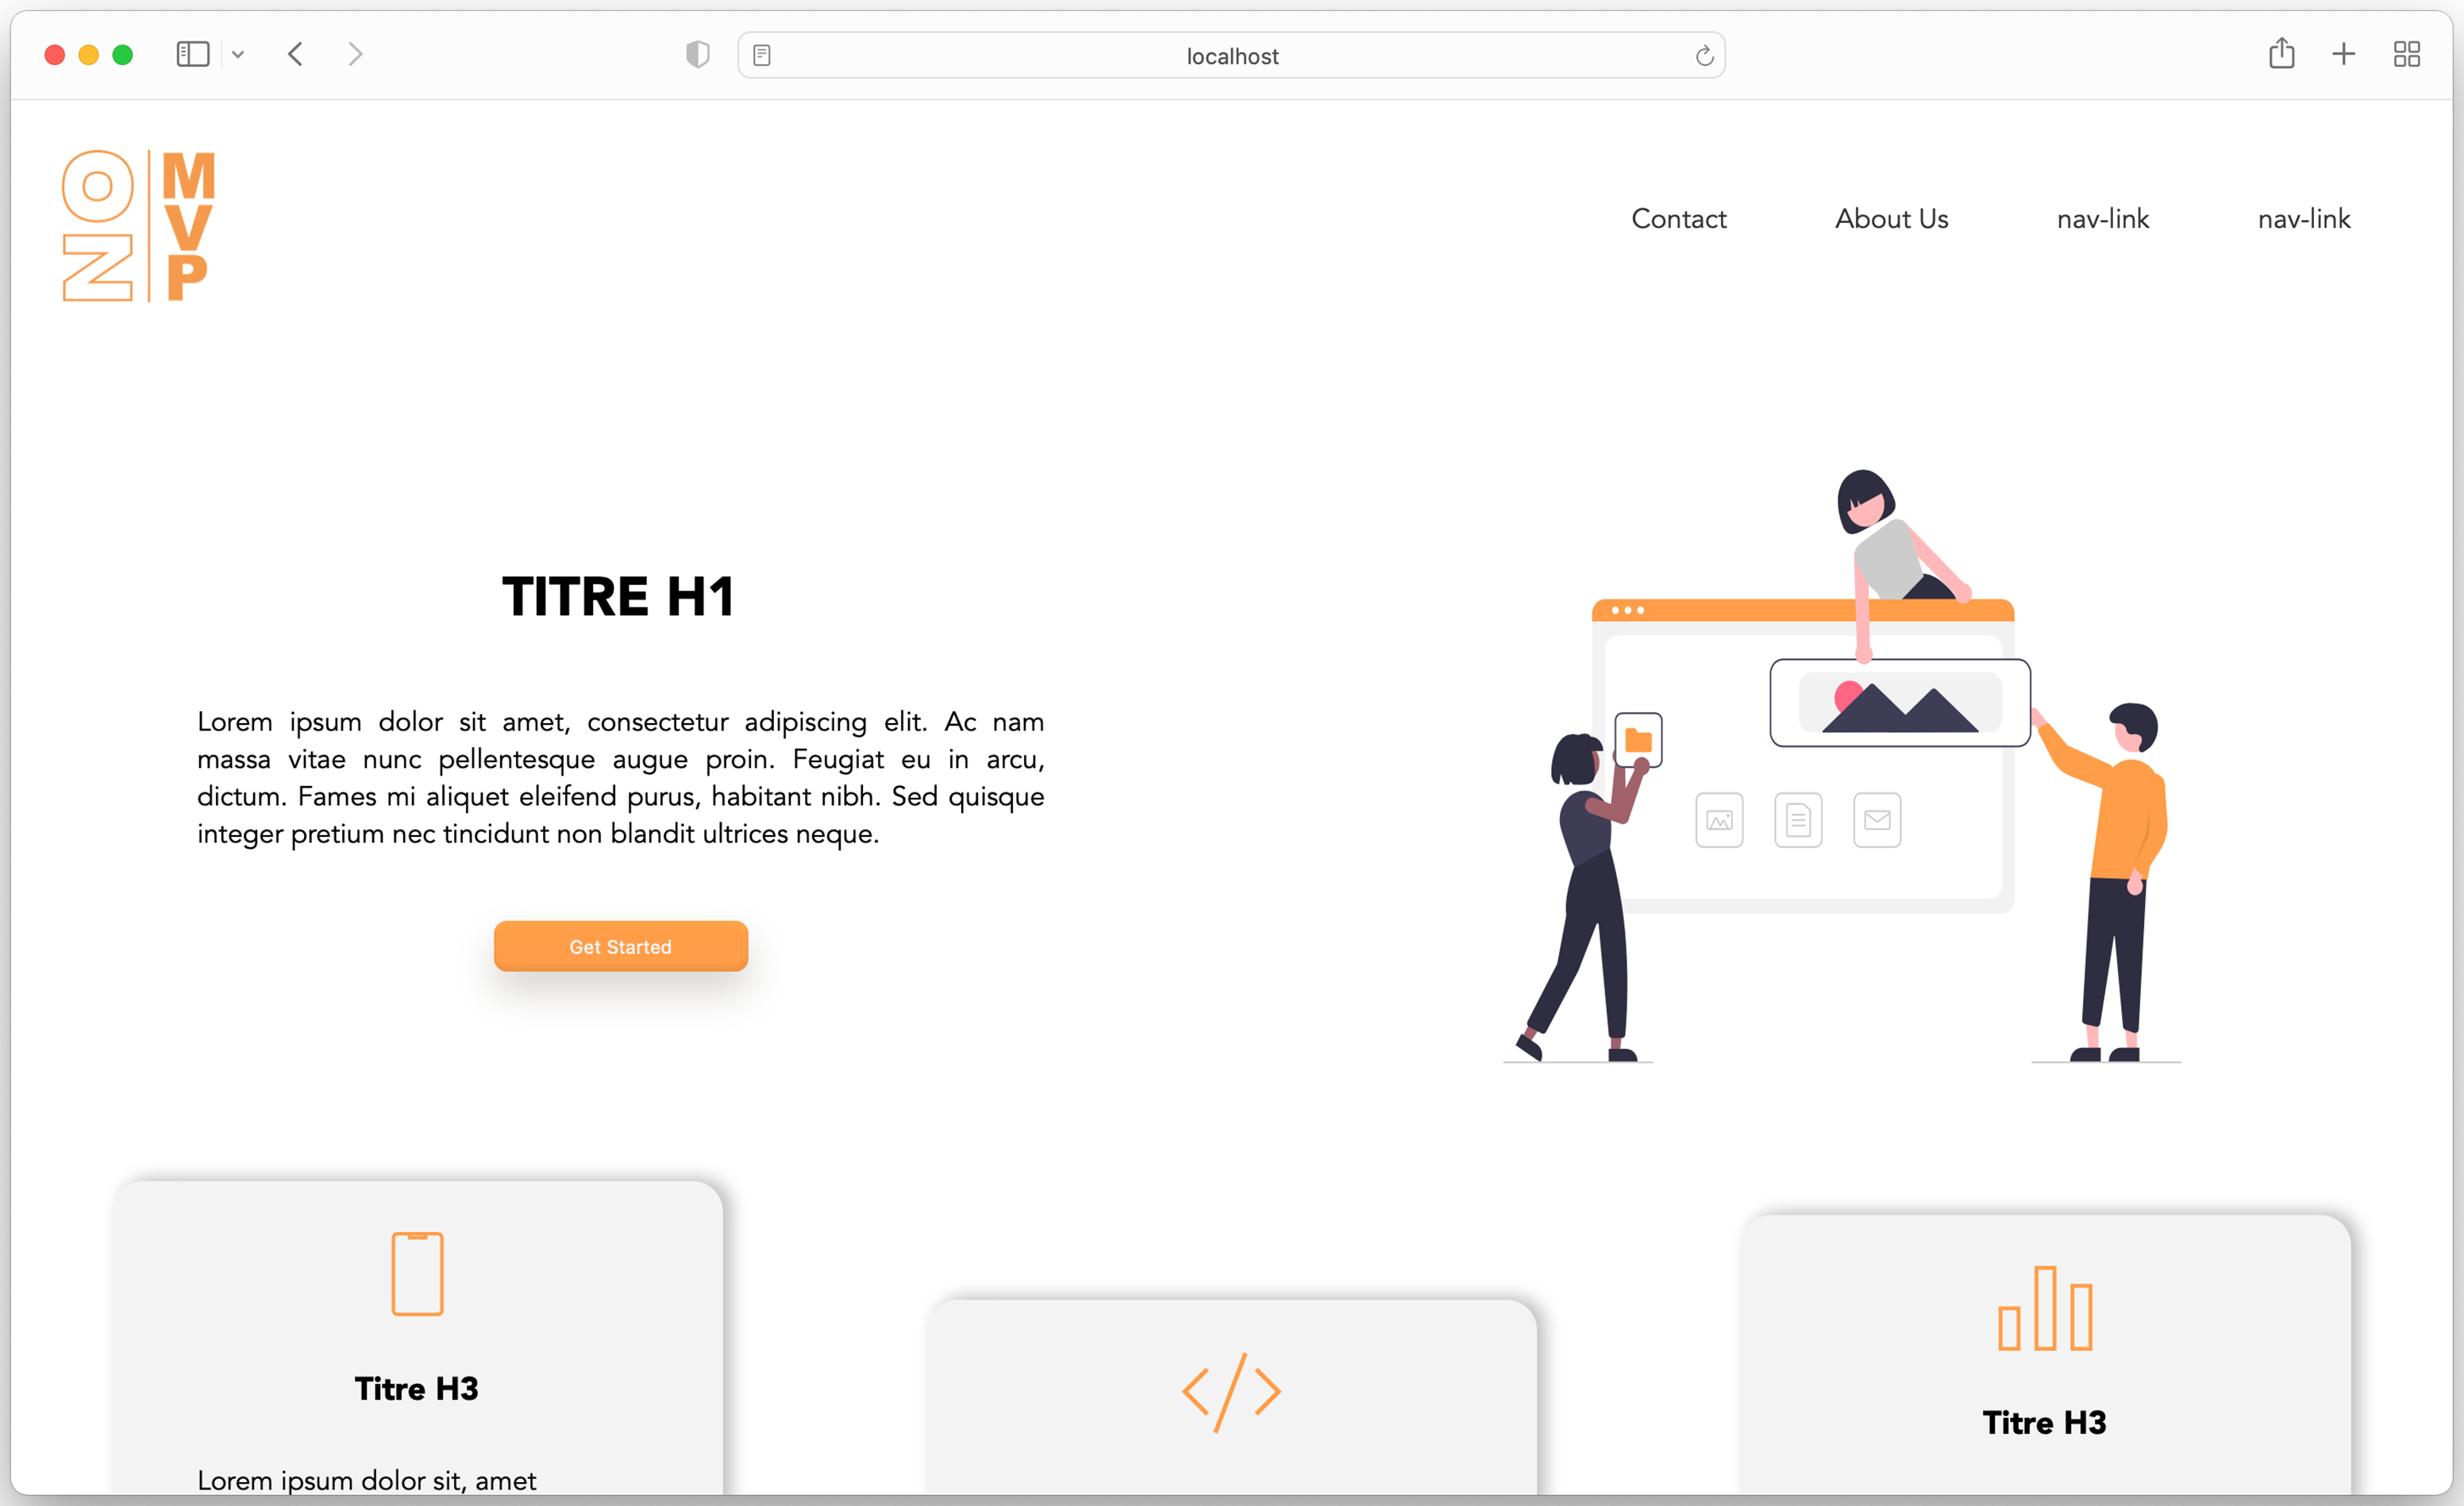 localhost
NO
MVP
Contact About Us nav-link nav-link
TITRE H1
Lorem ipsum dolor sit amet, consectetur adipiscing elit. Ac nam
massa vitae nunc pellentesque augue proin. Feugiat eu in arcu,
dictum. Fames mi aliquet eleifend purus, habitant nibh. Sed quisque
integer pretium nec tincidunt non blandit ultrices neque.
Get Started
Titre H3
Lorem ipsum dolor sit, amet
</>
Titre H3